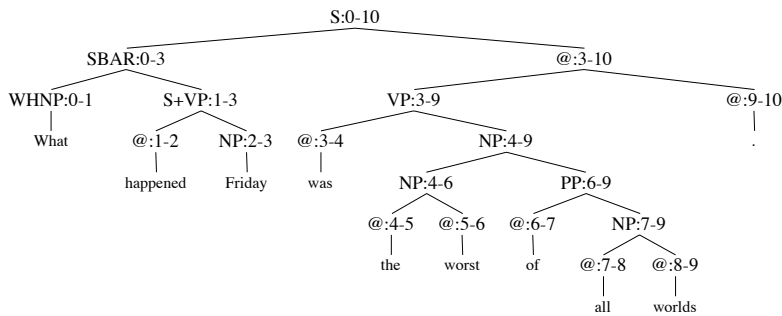 S:0-10
SBAR:0-3 @:3-10
WHNP:0-1 S+VP:1-3 VP:3-9 @:9-10
What @:1-2 NP:2-3 @:3-4 NP:4-9 .
happened Friday was NP:4-6 PP:6-9
@:4-5 @:5-6 @:6-7 NP:7-9
the worst of @:7-8 @:8-9
all worlds